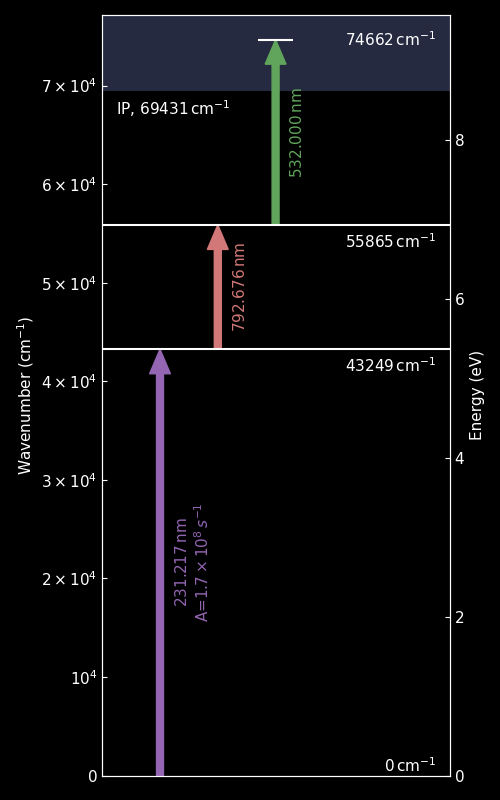 74662 cm⁻¹
7 × 10⁴
IP, 69431 cm⁻¹
532.000 nm
8
6 × 10⁴
55865 cm⁻¹
792.676 nm
6
5 × 10⁴
43249 cm⁻¹
4 × 10⁴
Wavenumber (cm⁻¹)
Energy (eV)
4
3 × 10⁴
231.217 nm
A=1.7 × 10⁸ s⁻¹
2 × 10⁴
2
10⁴
0 cm⁻¹
0
0